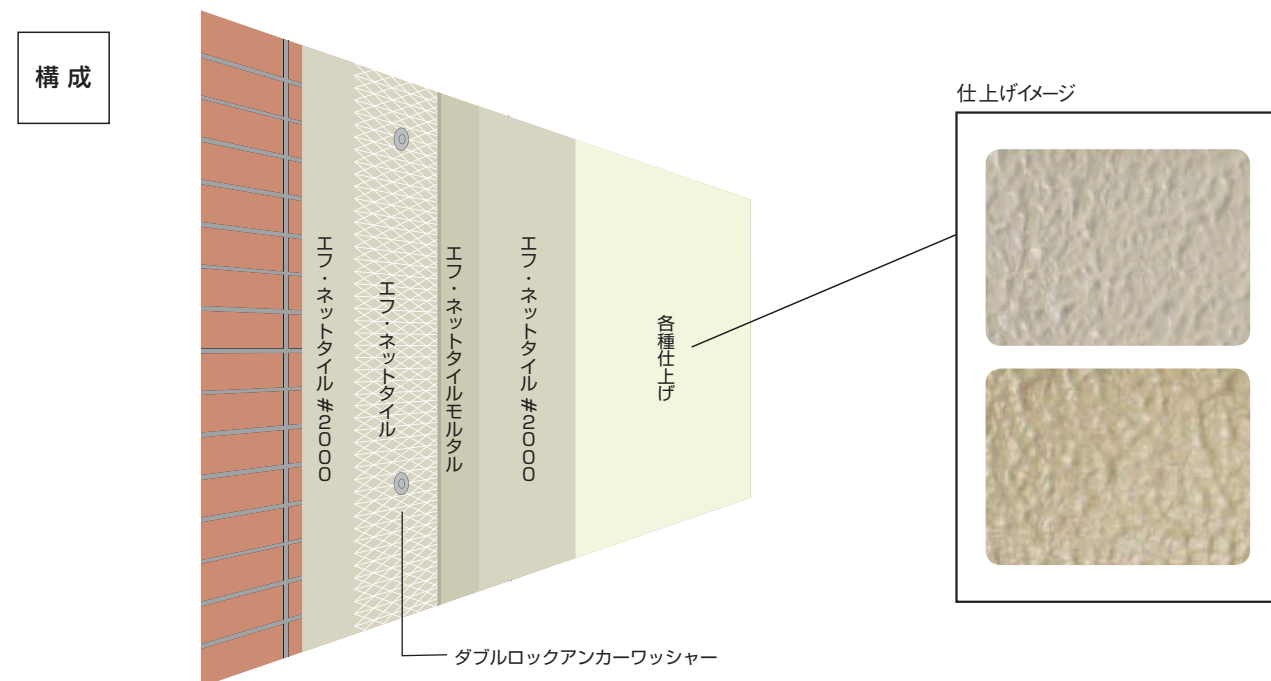 構成
仕上げイメージ
エフ・ネットタイル#2000
エフ・ネットタイル
エフ・ネットタイルモルタル
エフ・ネットタイル#2000
各種仕上げ
ダブルロックアンカーワッシャー